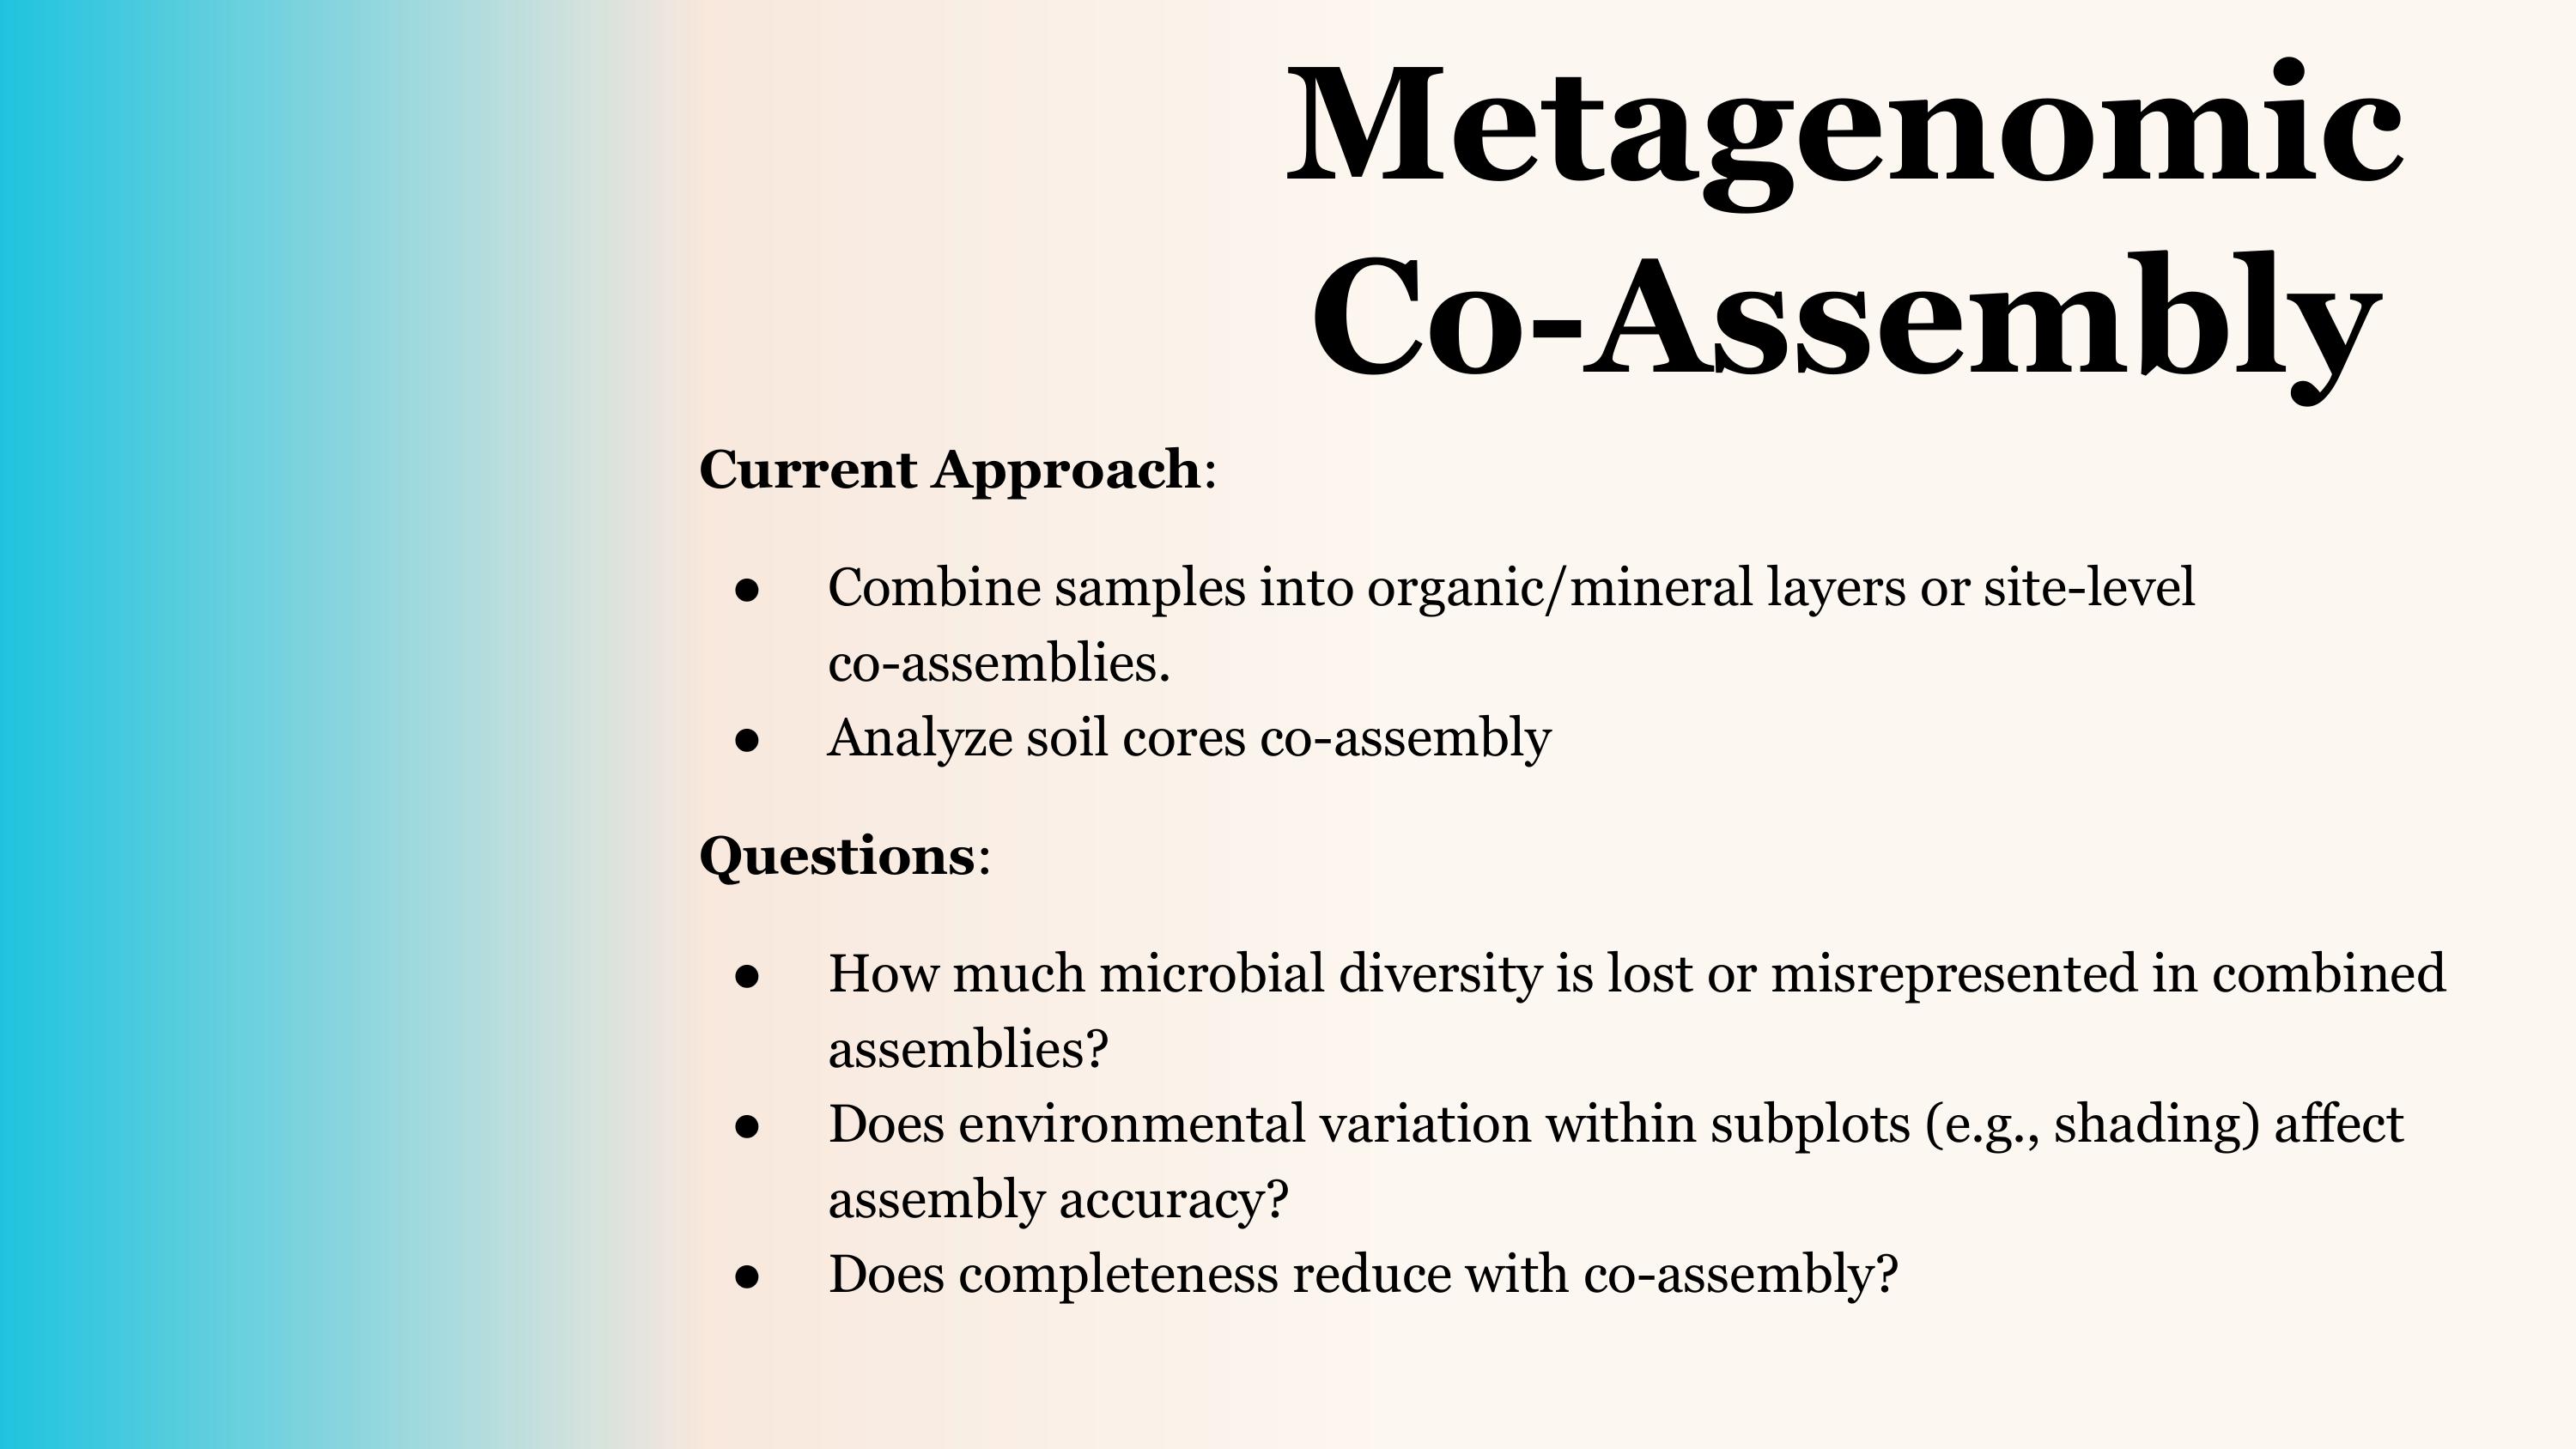 Metagenomic
Co-Assembly
Current Approach:
● Combine samples into organic/mineral layers or site-level
co-assemblies.
● Analyze soil cores co-assembly
Questions:
● How much microbial diversity is lost or misrepresented in combined
assemblies?
● Does environmental variation within subplots (e.g., shading) affect
assembly accuracy?
● Does completeness reduce with co-assembly?